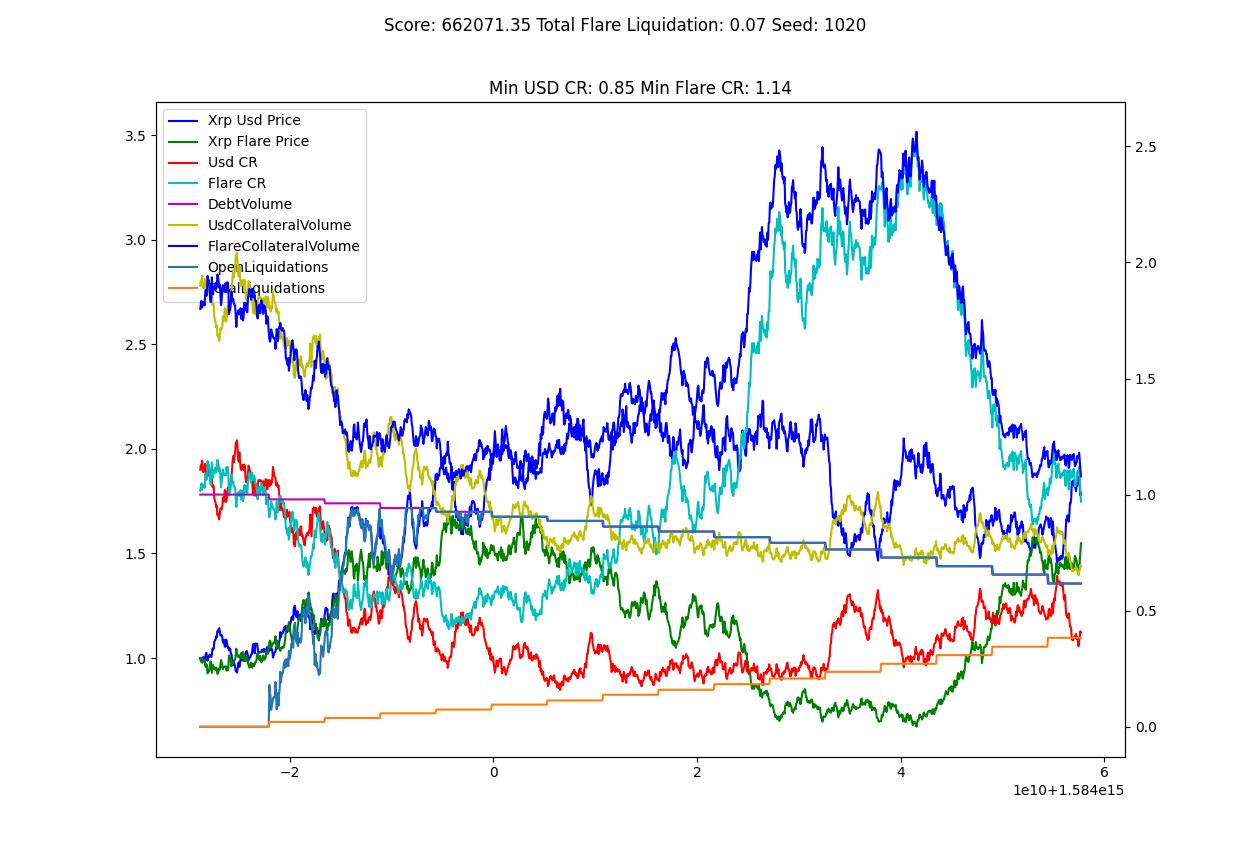 Score: 662071.35 Total Flare Liquidation: 0.07 Seed: 1020
Min USD CR: 0.85 Min Flare CR: 1.14
Xrp Usd Price
Xrp Flare Price
Usd CR
Flare CR
DebtVolume
UsdCollateralVolume
FlareCollateralVolume
OpenLiquidations
TotalLiquidations
3.5
3.0
2.5
2.0
1.5
1.0
2.5
2.0
1.5
1.0
0.5
0.0
−2
0
2
4
6
1e10+1.584e15